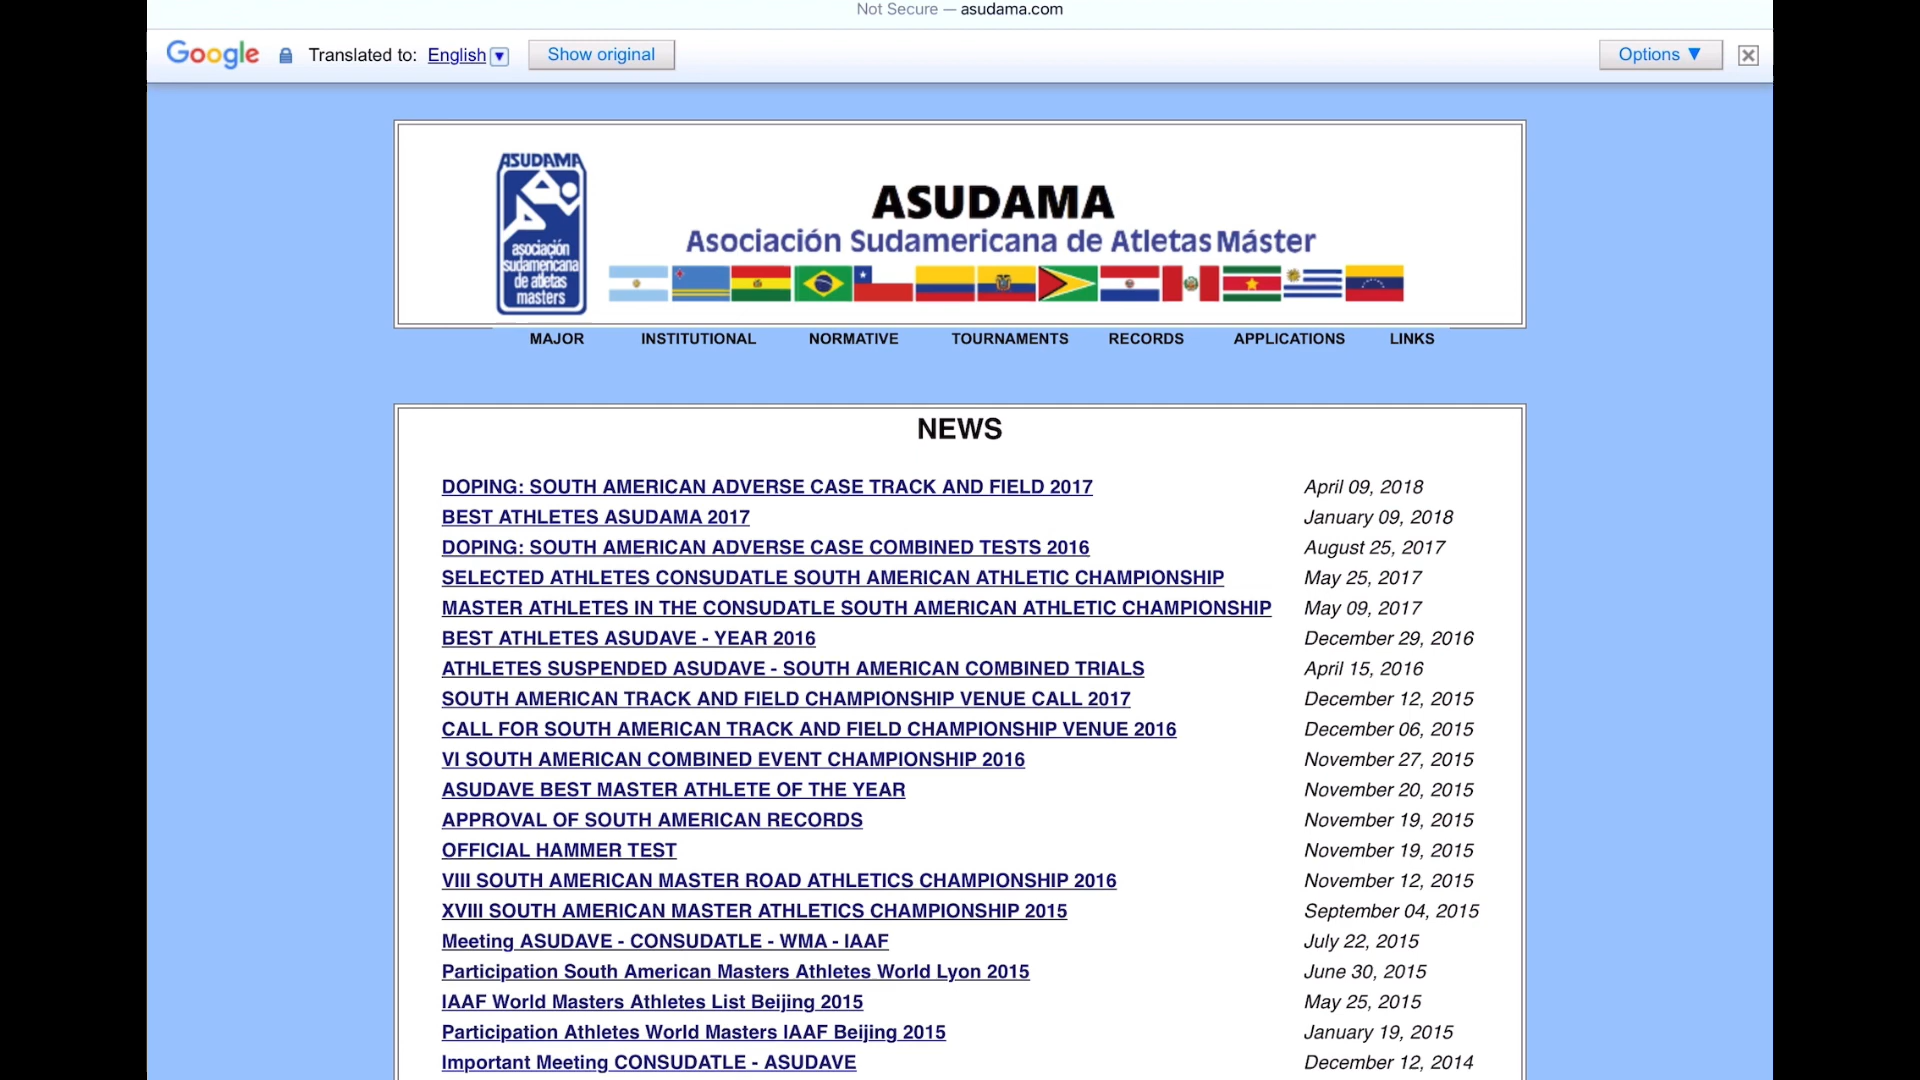 Not Secure — asudama.com
Google Translated to: English Show original Options ▼
ASUDAMA
asociación
sudamericana
de atletas
masters
ASUDAMA
Asociación Sudamericana de Atletas Máster
MAJOR INSTITUTIONAL NORMATIVE TOURNAMENTS RECORDS APPLICATIONS LINKS
NEWS
DOPING: SOUTH AMERICAN ADVERSE CASE TRACK AND FIELD 2017 April 09, 2018
BEST ATHLETES ASUDAMA 2017 January 09, 2018
DOPING: SOUTH AMERICAN ADVERSE CASE COMBINED TESTS 2016 August 25, 2017
SELECTED ATHLETES CONSUDATLE SOUTH AMERICAN ATHLETIC CHAMPIONSHIP May 25, 2017
MASTER ATHLETES IN THE CONSUDATLE SOUTH AMERICAN ATHLETIC CHAMPIONSHIP May 09, 2017
BEST ATHLETES ASUDAVE - YEAR 2016 December 29, 2016
ATHLETES SUSPENDED ASUDAVE - SOUTH AMERICAN COMBINED TRIALS April 15, 2016
SOUTH AMERICAN TRACK AND FIELD CHAMPIONSHIP VENUE CALL 2017 December 12, 2015
CALL FOR SOUTH AMERICAN TRACK AND FIELD CHAMPIONSHIP VENUE 2016 December 06, 2015
VI SOUTH AMERICAN COMBINED EVENT CHAMPIONSHIP 2016 November 27, 2015
ASUDAVE BEST MASTER ATHLETE OF THE YEAR November 20, 2015
APPROVAL OF SOUTH AMERICAN RECORDS November 19, 2015
OFFICIAL HAMMER TEST November 19, 2015
VIII SOUTH AMERICAN MASTER ROAD ATHLETICS CHAMPIONSHIP 2016 November 12, 2015
XVIII SOUTH AMERICAN MASTER ATHLETICS CHAMPIONSHIP 2015 September 04, 2015
Meeting ASUDAVE - CONSUDATLE - WMA - IAAF July 22, 2015
Participation South American Masters Athletes World Lyon 2015 June 30, 2015
IAAF World Masters Athletes List Beijing 2015 May 25, 2015
Participation Athletes World Masters IAAF Beijing 2015 January 19, 2015
Important Meeting CONSUDATLE - ASUDAVE December 12, 2014